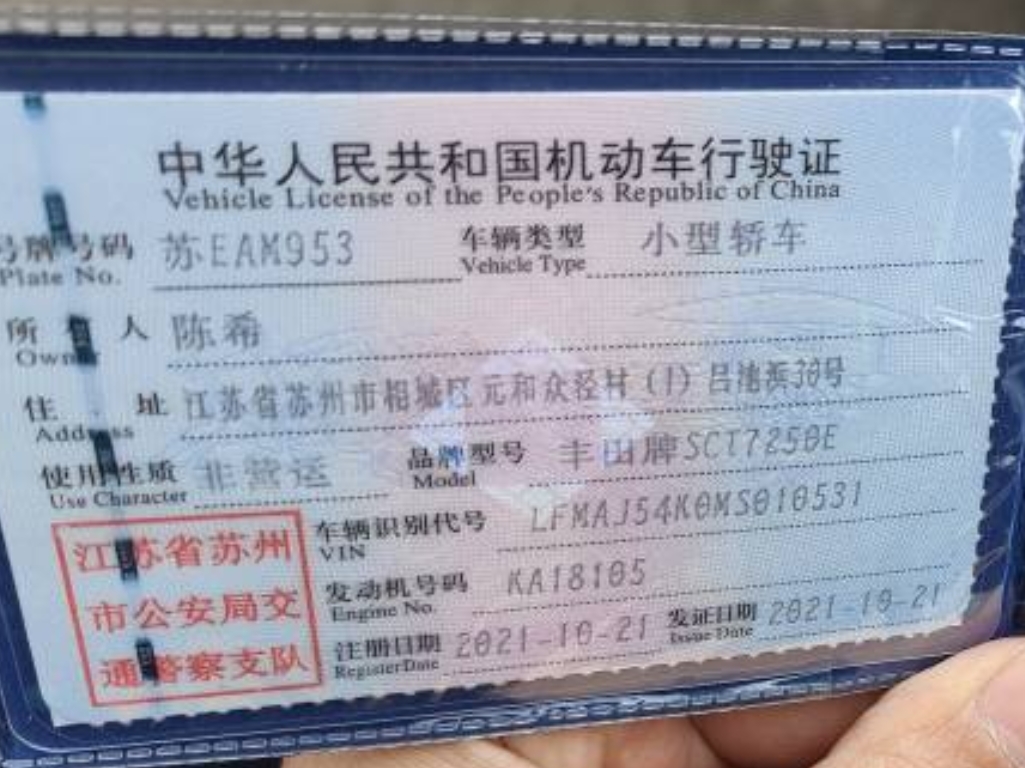 中华人民共和国机动车行驶证
Vehicle License of the People's Republic of China
号牌号码 苏EAM953 车辆类型 小型轿车
Plate No. Vehicle Type
所 人 陈希
Owner
住 址 江苏省苏州市相城区元和众泾村(1)吕池浜30号
Address
使用性质 非营运 品牌型号 丰田牌SCT7250E
Use Character Model
车辆识别代号 LFMAJ54K0MS010531
VIN
发动机号码 KA18105
Engine No.
注册日期 2021-10-21 发证日期 2021-10-21
Register Date Issue Date
江苏省苏州
市公安局交
通警察支队